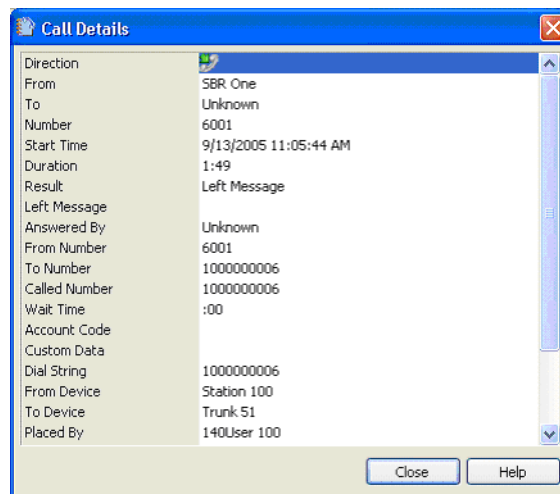 Call Details
Direction
From SBR One
To Unknown
Number 6001
Start Time 9/13/2005 11:05:44 AM
Duration 1:49
Result Left Message
Left Message
Answered By Unknown
From Number 6001
To Number 1000000006
Called Number 1000000006
Wait Time :00
Account Code
Custom Data
Dial String 1000000006
From Device Station 100
To Device Trunk 51
Placed By 140User 100
Close Help